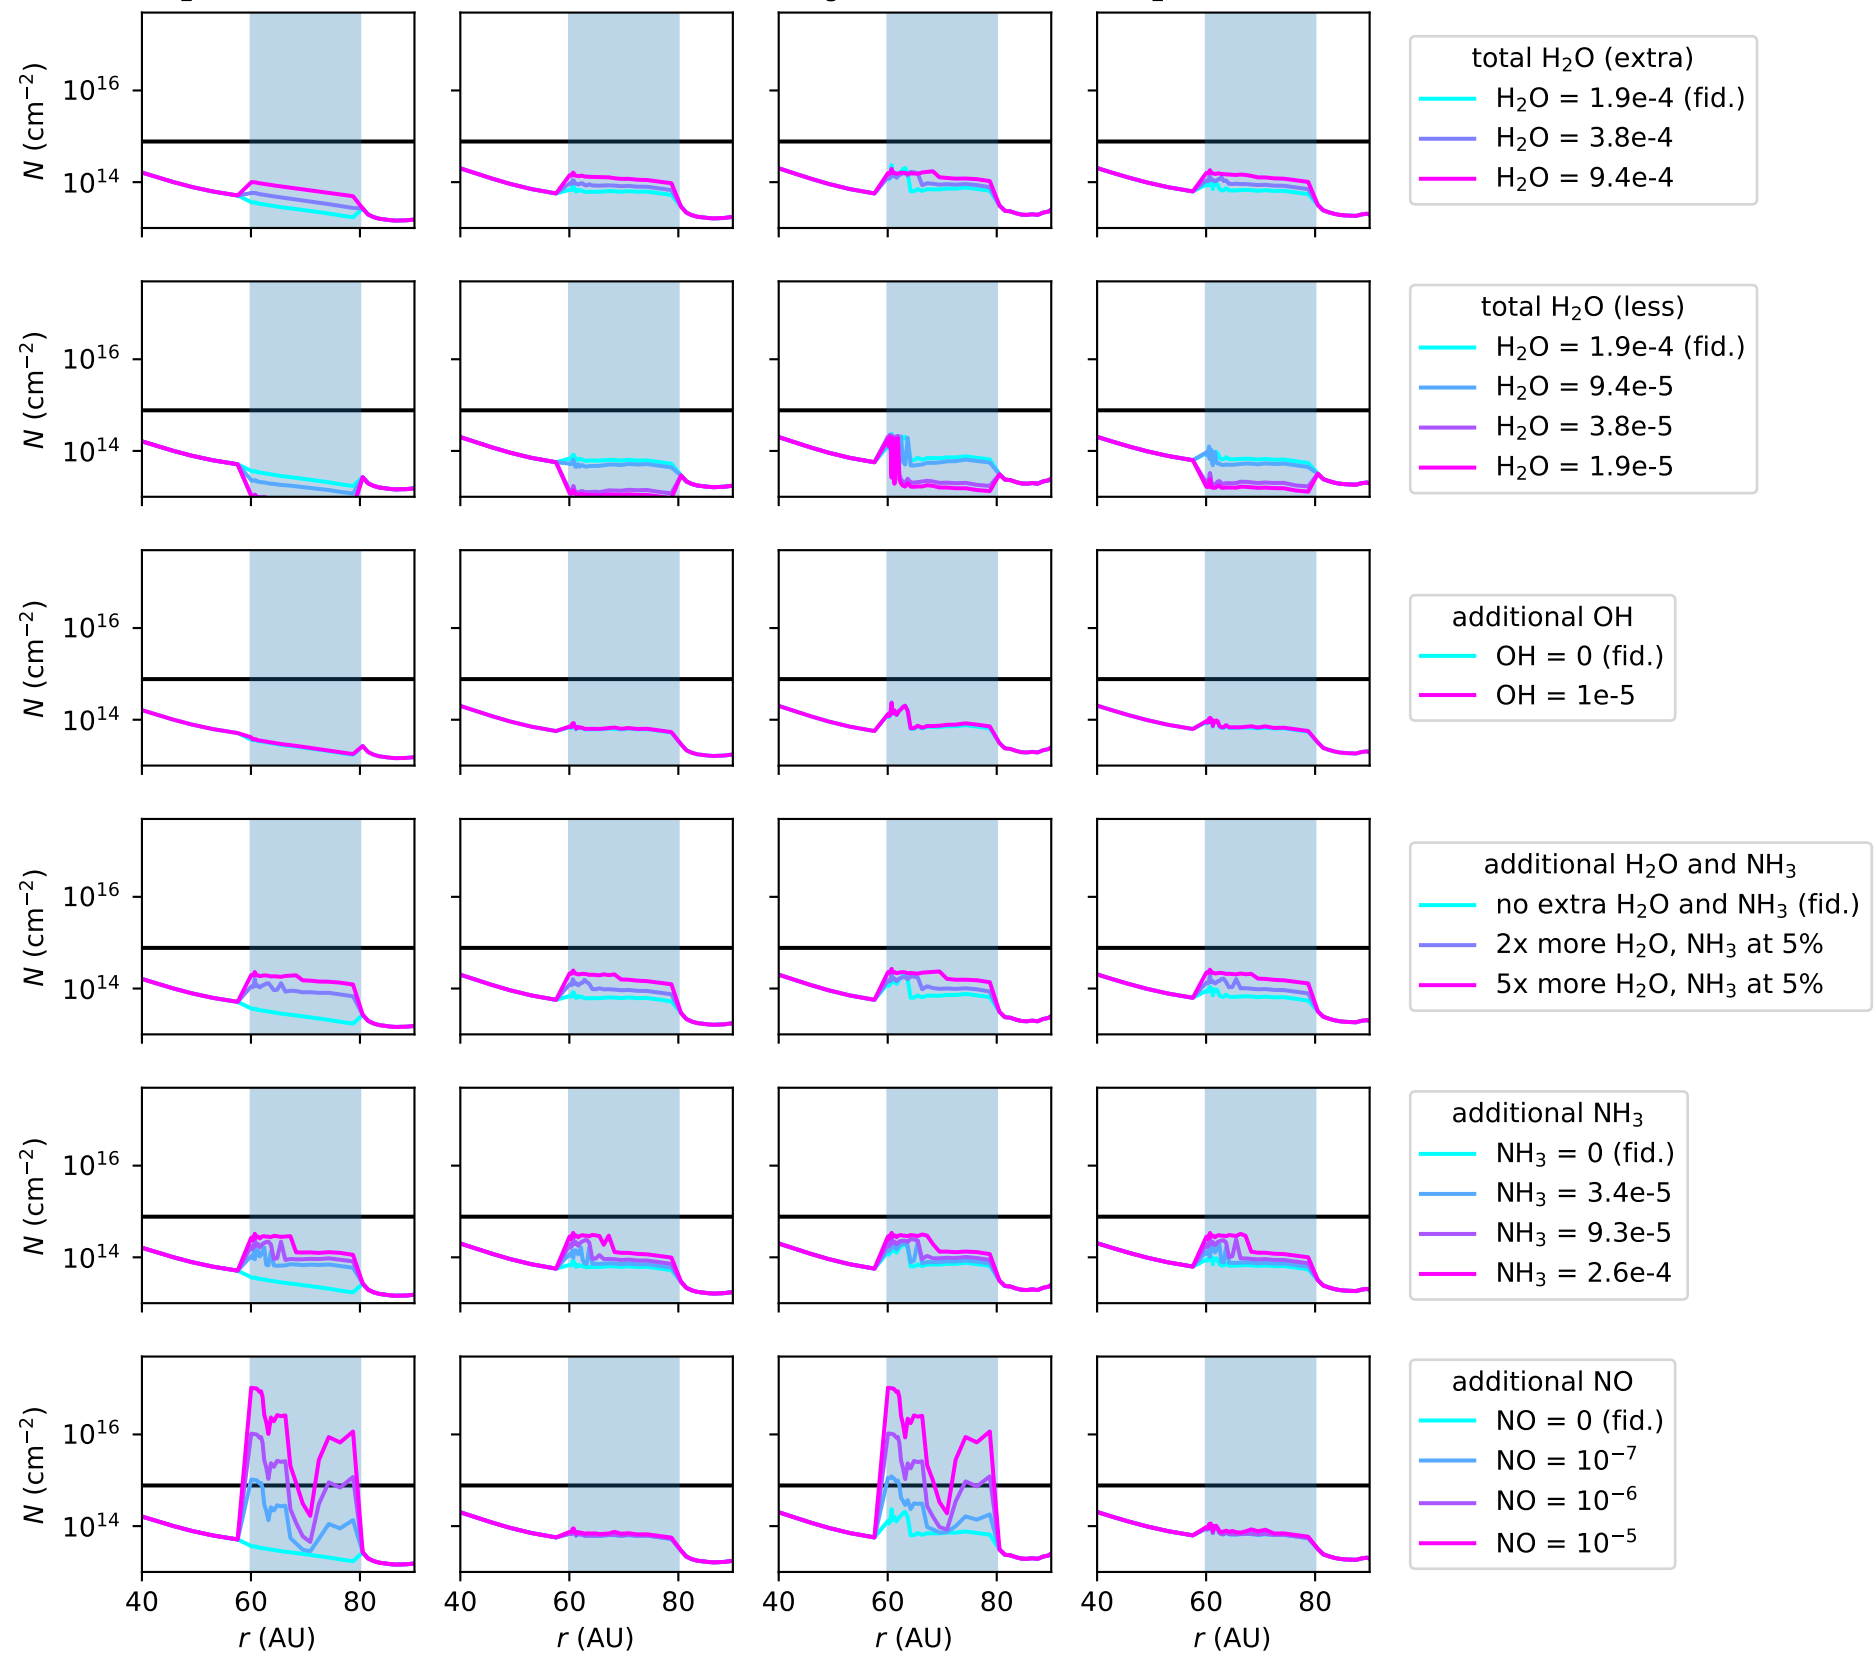 N (cm⁻²)
10¹⁶
10¹⁴
total H₂O (extra)
H₂O = 1.9e-4 (fid.)
H₂O = 3.8e-4
H₂O = 9.4e-4
N (cm⁻²)
10¹⁶
10¹⁴
total H₂O (less)
H₂O = 1.9e-4 (fid.)
H₂O = 9.4e-5
H₂O = 3.8e-5
H₂O = 1.9e-5
N (cm⁻²)
10¹⁶
10¹⁴
additional OH
OH = 0 (fid.)
OH = 1e-5
N (cm⁻²)
10¹⁶
10¹⁴
additional H₂O and NH₃
no extra H₂O and NH₃ (fid.)
2x more H₂O, NH₃ at 5%
5x more H₂O, NH₃ at 5%
N (cm⁻²)
10¹⁶
10¹⁴
additional NH₃
NH₃ = 0 (fid.)
NH₃ = 3.4e-5
NH₃ = 9.3e-5
NH₃ = 2.6e-4
N (cm⁻²)
10¹⁶
10¹⁴
additional NO
NO = 0 (fid.)
NO = 10⁻⁷
NO = 10⁻⁶
NO = 10⁻⁵
40 60 80 40 60 80 40 60 80 40 60 80
r (AU) r (AU) r (AU) r (AU)